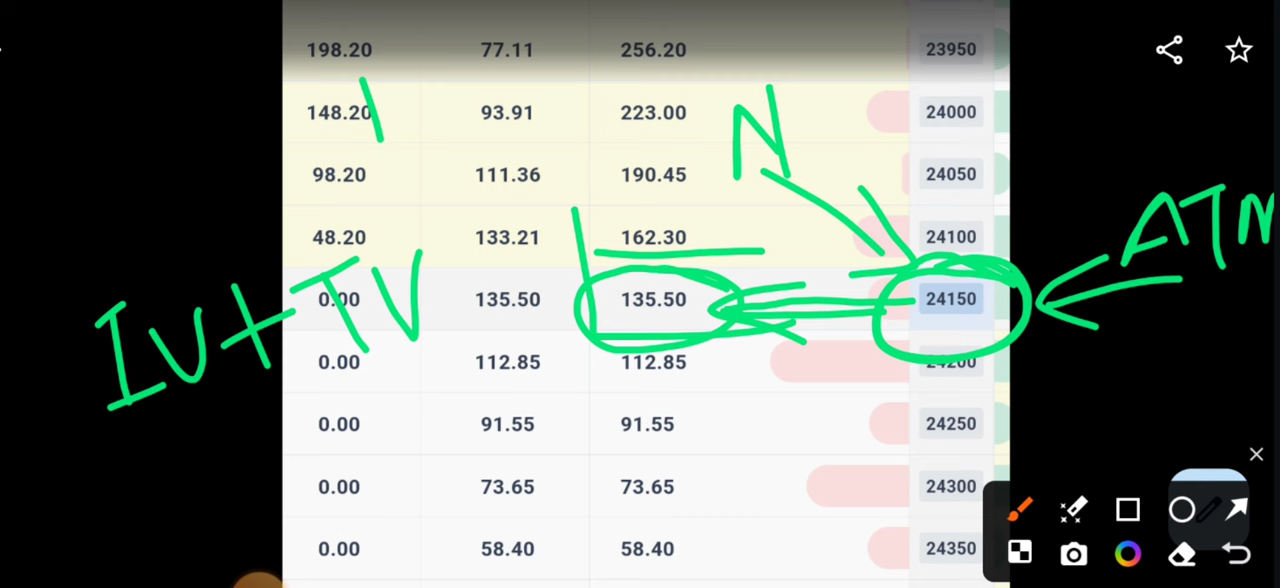 198.20 77.11 256.20 23950
148.20 93.91 223.00 24000
N
98.20 111.36 190.45 24050
ATM
48.20 133.21 162.30 24100
IV+TV
0.00 135.50 135.50 24150
0.00 112.85 112.85 24200
0.00 91.55 91.55 24250
0.00 73.65 73.65 24300
0.00 58.40 58.40 24350